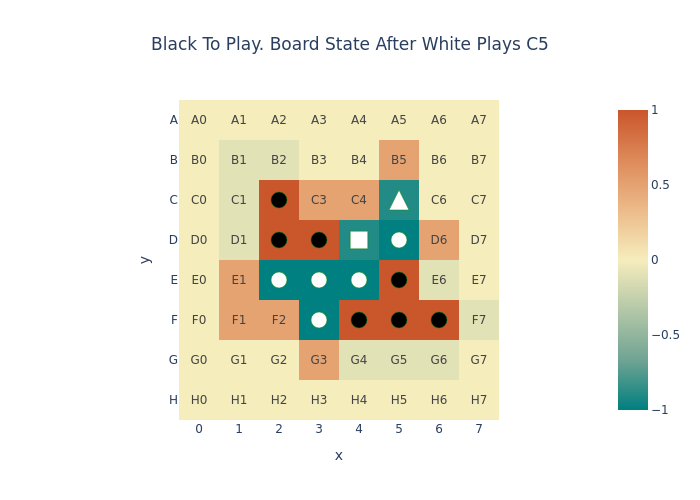 Black To Play. Board State After White Plays C5
A A0 A1 A2 A3 A4 A5 A6 A7
B B0 B1 B2 B3 B4 B5 B6 B7
C C0 C1 C3 C4 C6 C7
D D0 D1 D6 D7
E E0 E1 E6 E7
F F0 F1 F2 F7
G G0 G1 G2 G3 G4 G5 G6 G7
H H0 H1 H2 H3 H4 H5 H6 H7
0 1 2 3 4 5 6 7
x
y
1
0.5
0
−0.5
−1